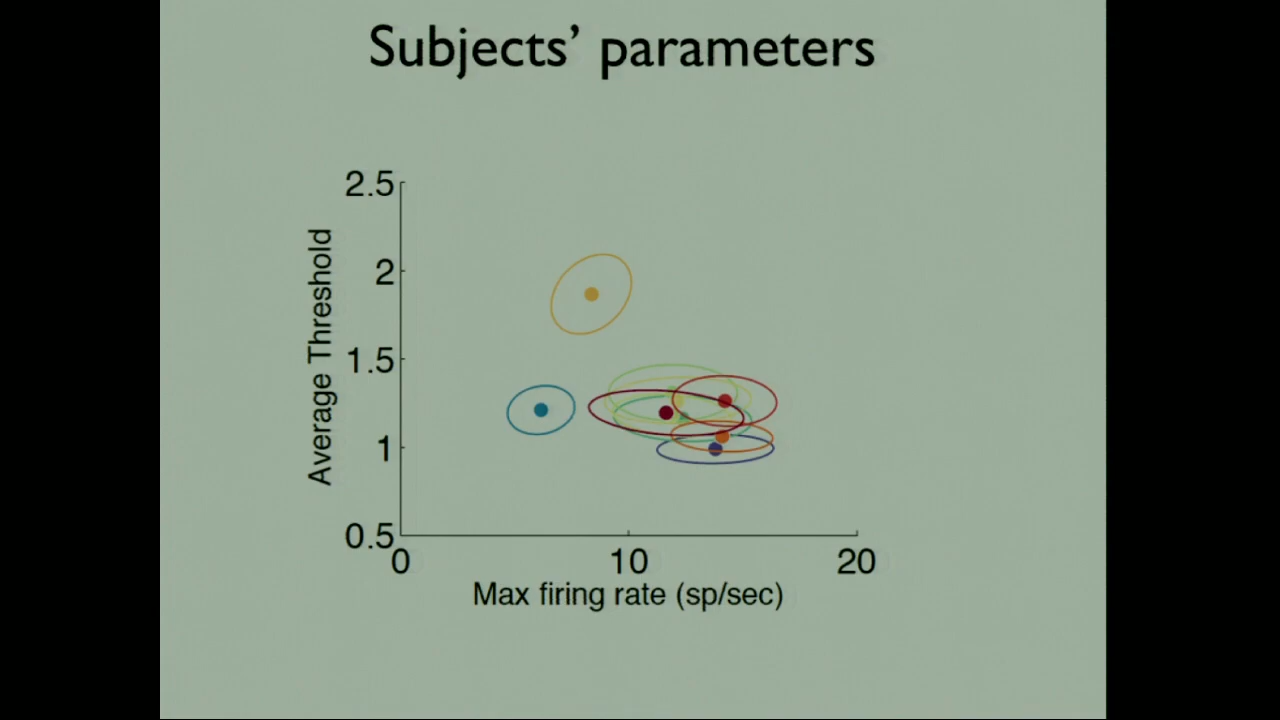 Subjects’ parameters
2.5
2
1.5
1
0.5
Average Threshold
0
10
20
Max firing rate (sp/sec)